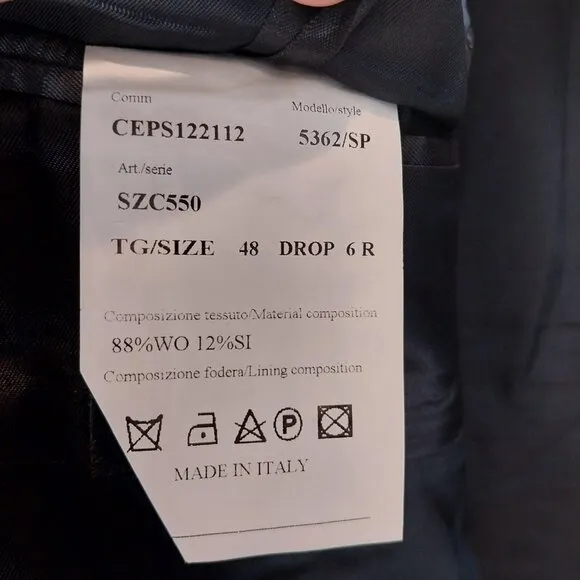 Comm
Modello/style
CEPS122112
5362/SP
Art./serie
SZC550
TG/SIZE 48 DROP 6 R
Composizione tessuto/Material composition
88%WO 12%SI
Composizione fodera/Lining composition
P
MADE IN ITALY